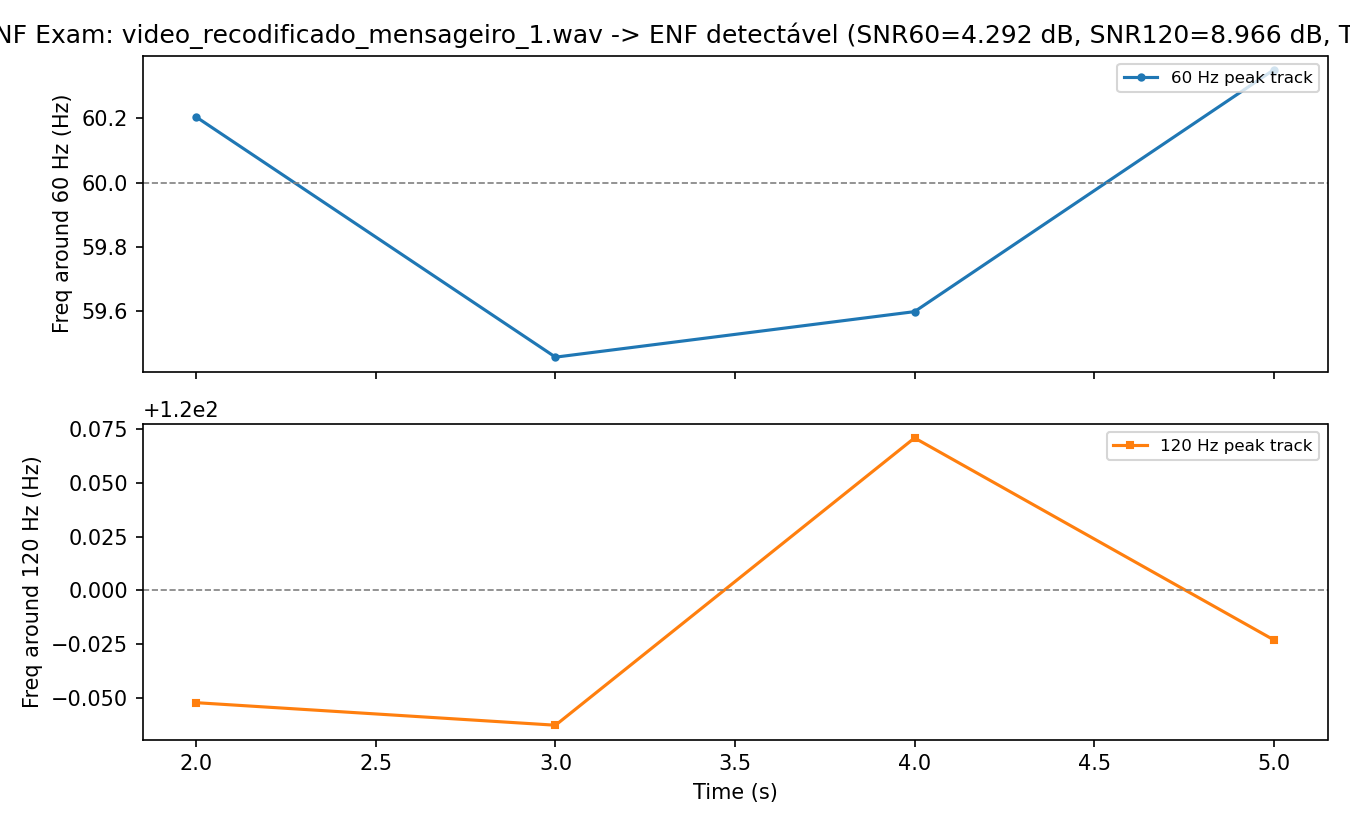 NF Exam: video_recodificado_mensageiro_1.wav -> ENF detectável (SNR60=4.292 dB, SNR120=8.966 dB, T
60 Hz peak track
Freq around 60 Hz (Hz)
60.2
60.0
59.8
59.6
+1.2e2
120 Hz peak track
Freq around 120 Hz (Hz)
0.075
0.050
0.025
0.000
−0.025
−0.050
2.0 2.5 3.0 3.5 4.0 4.5 5.0
Time (s)